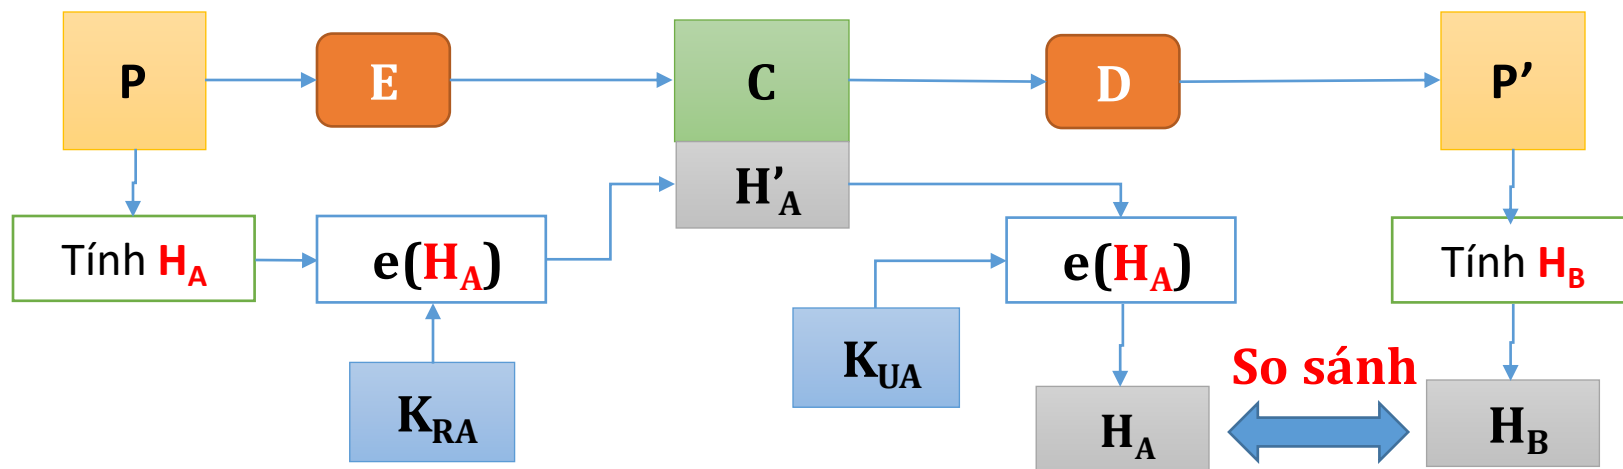 P
E
C
D
P’
H’A
Tính HA
e(HA)
e(HA)
Tính HB
KRA
KUA
So sánh
HA
HB